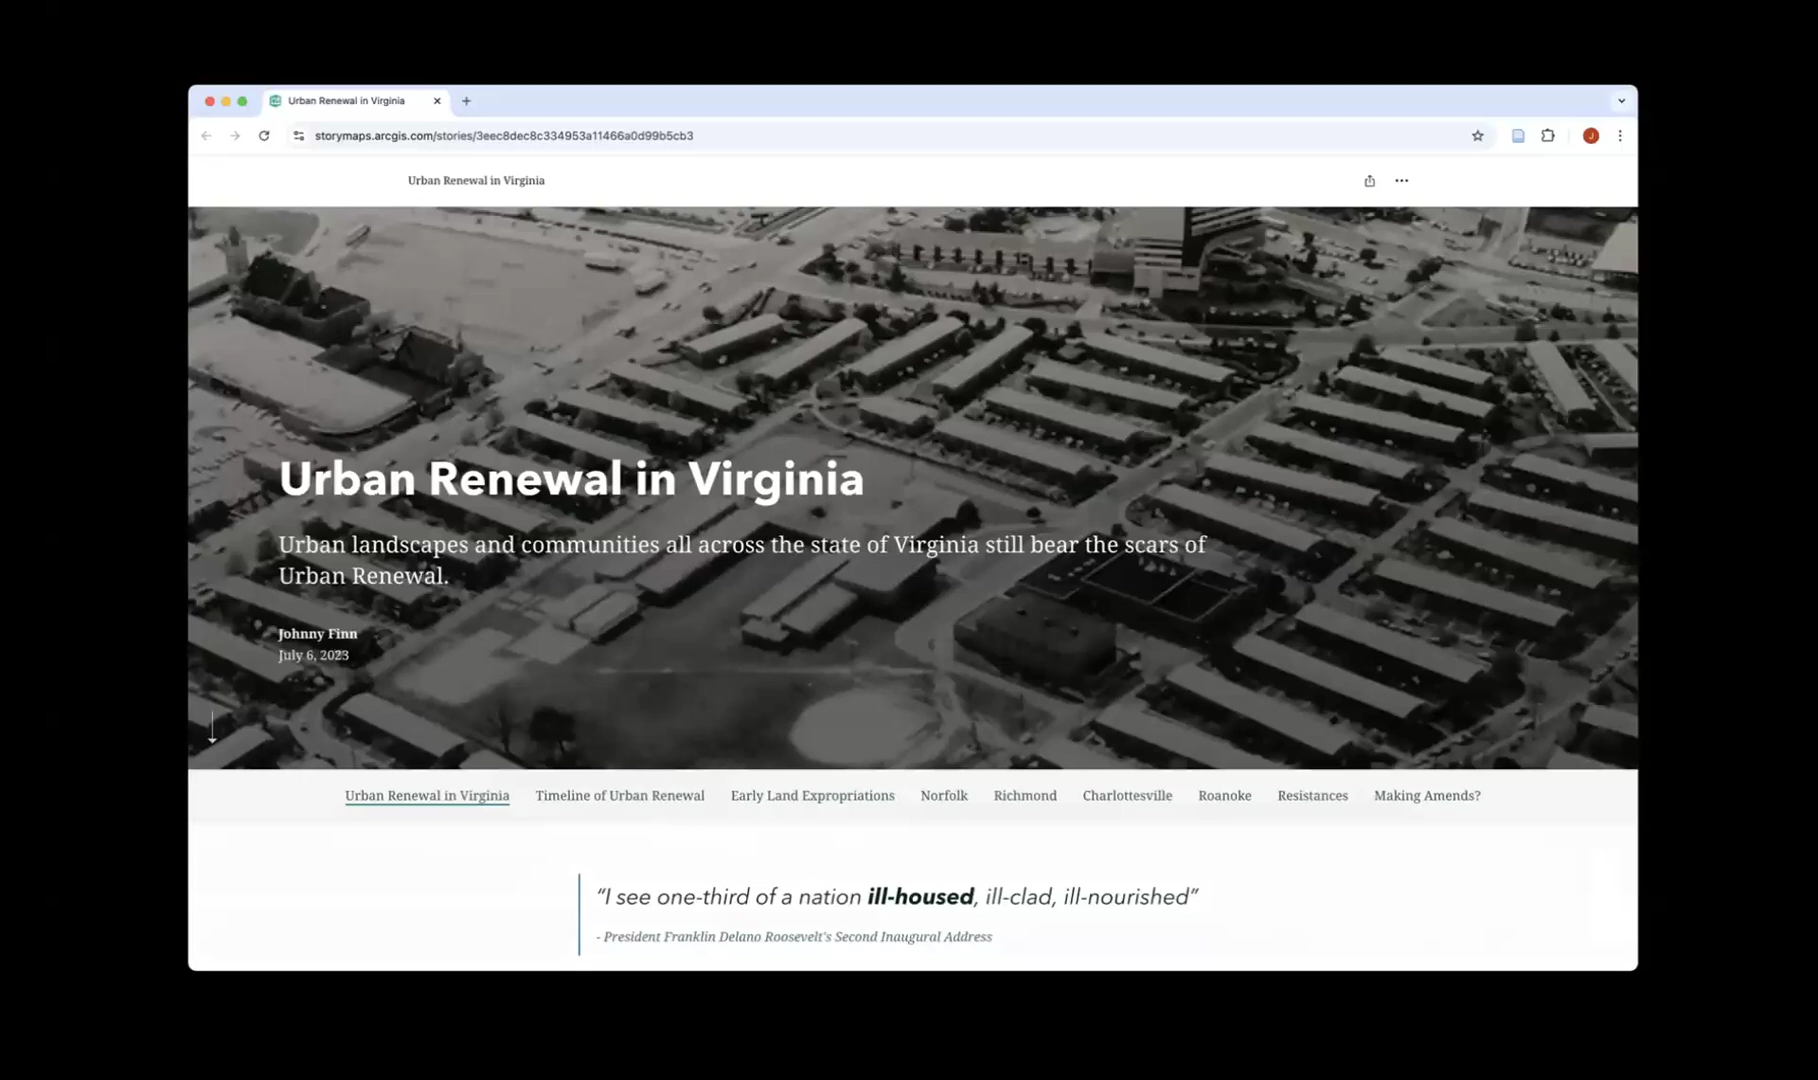 Urban Renewal in Virginia
storymaps.arcgis.com/stories/3eec8dec8c334953a11466a0d99b5cb3
J
Urban Renewal in Virginia
Urban Renewal in Virginia
Urban landscapes and communities all across the state of Virginia still bear the scars of
Urban Renewal.
Johnny Finn
July 6, 2023
Urban Renewal in Virginia Timeline of Urban Renewal Early Land Expropriations Norfolk Richmond Charlottesville Roanoke Resistances Making Amends?
“I see one-third of a nation ill-housed, ill-clad, ill-nourished”
- President Franklin Delano Roosevelt's Second Inaugural Address